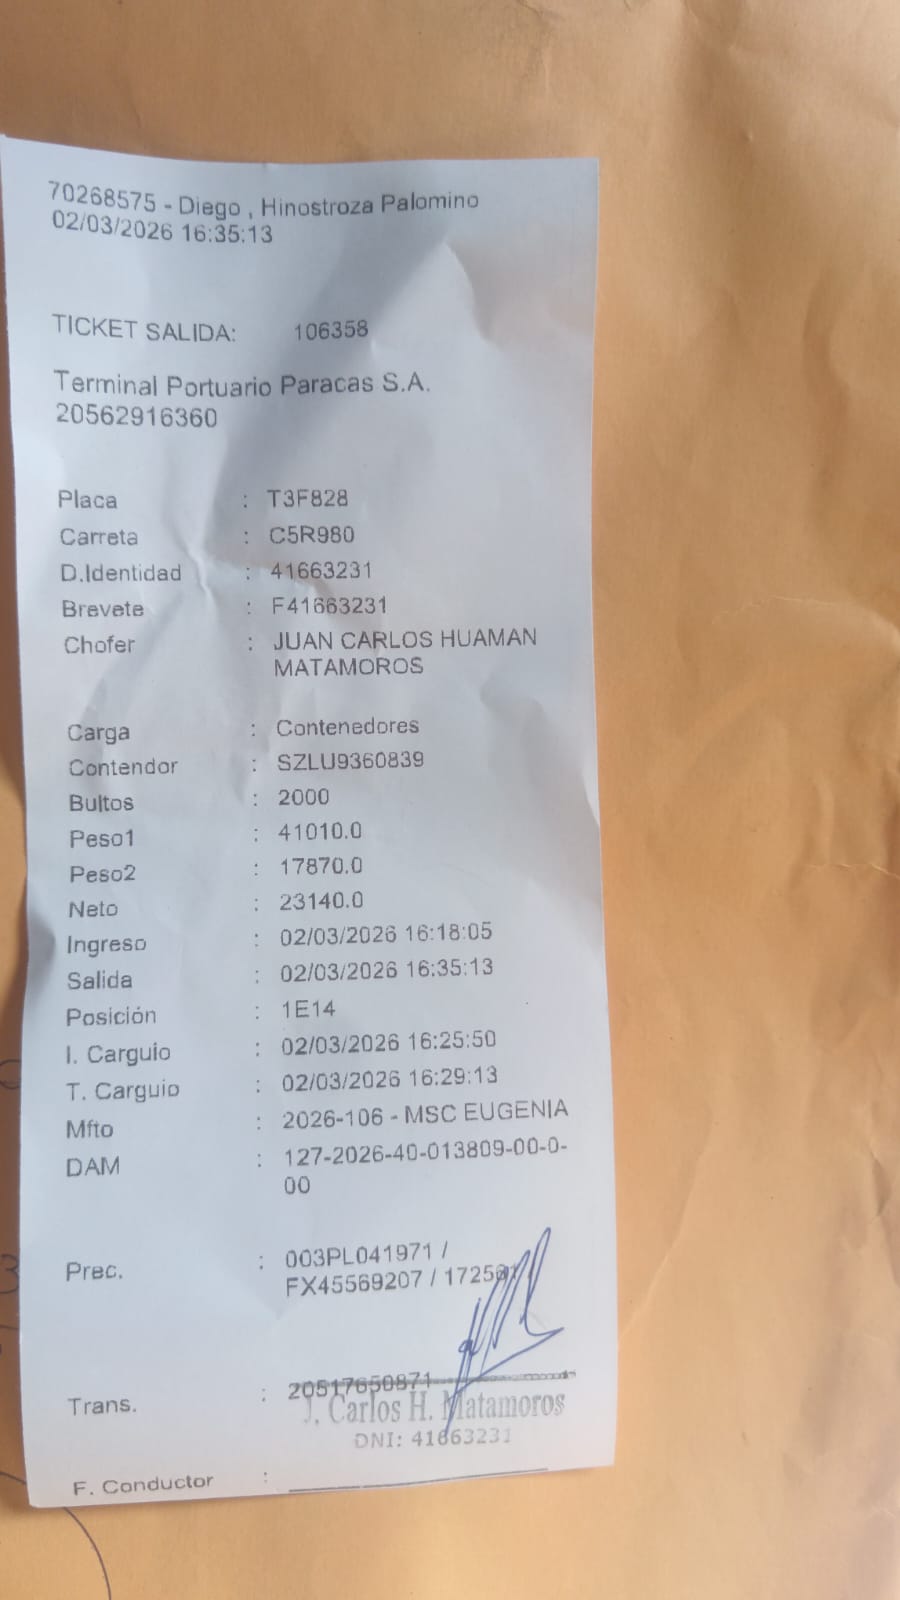 70268575 - Diego , Hinostroza Palomino
02/03/2026 16:35:13
TICKET SALIDA: 106358
Terminal Portuario Paracas S.A.
20562916360
Placa : T3F828
Carreta : C5R980
D.Identidad : 41663231
Brevete : F41663231
Chofer : JUAN CARLOS HUAMAN
MATAMOROS
Carga : Contenedores
Contendor : SZLU9360839
Bultos : 2000
Peso1 : 41010.0
Peso2 : 17870.0
Neto : 23140.0
Ingreso : 02/03/2026 16:18:05
Salida : 02/03/2026 16:35:13
Posición : 1E14
I. Carguio : 02/03/2026 16:25:50
T. Carguio : 02/03/2026 16:29:13
Mfto : 2026-106 - MSC EUGENIA
DAM : 127-2026-40-013809-00-0-
00
Prec. : 003PL041971 /
FX45569207 /
Trans. : 20517650871
J. Carlos H. Matamoros
DNI: 41663231
F. Conductor :